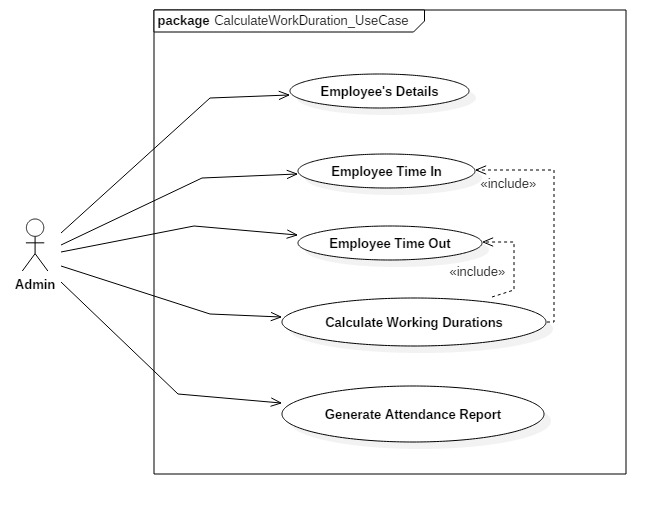 package CalculateWorkDuration_UseCase
Employee's Details
Employee Time In
«include»
Employee Time Out
«include»
Admin
Calculate Working Durations
Generate Attendance Report